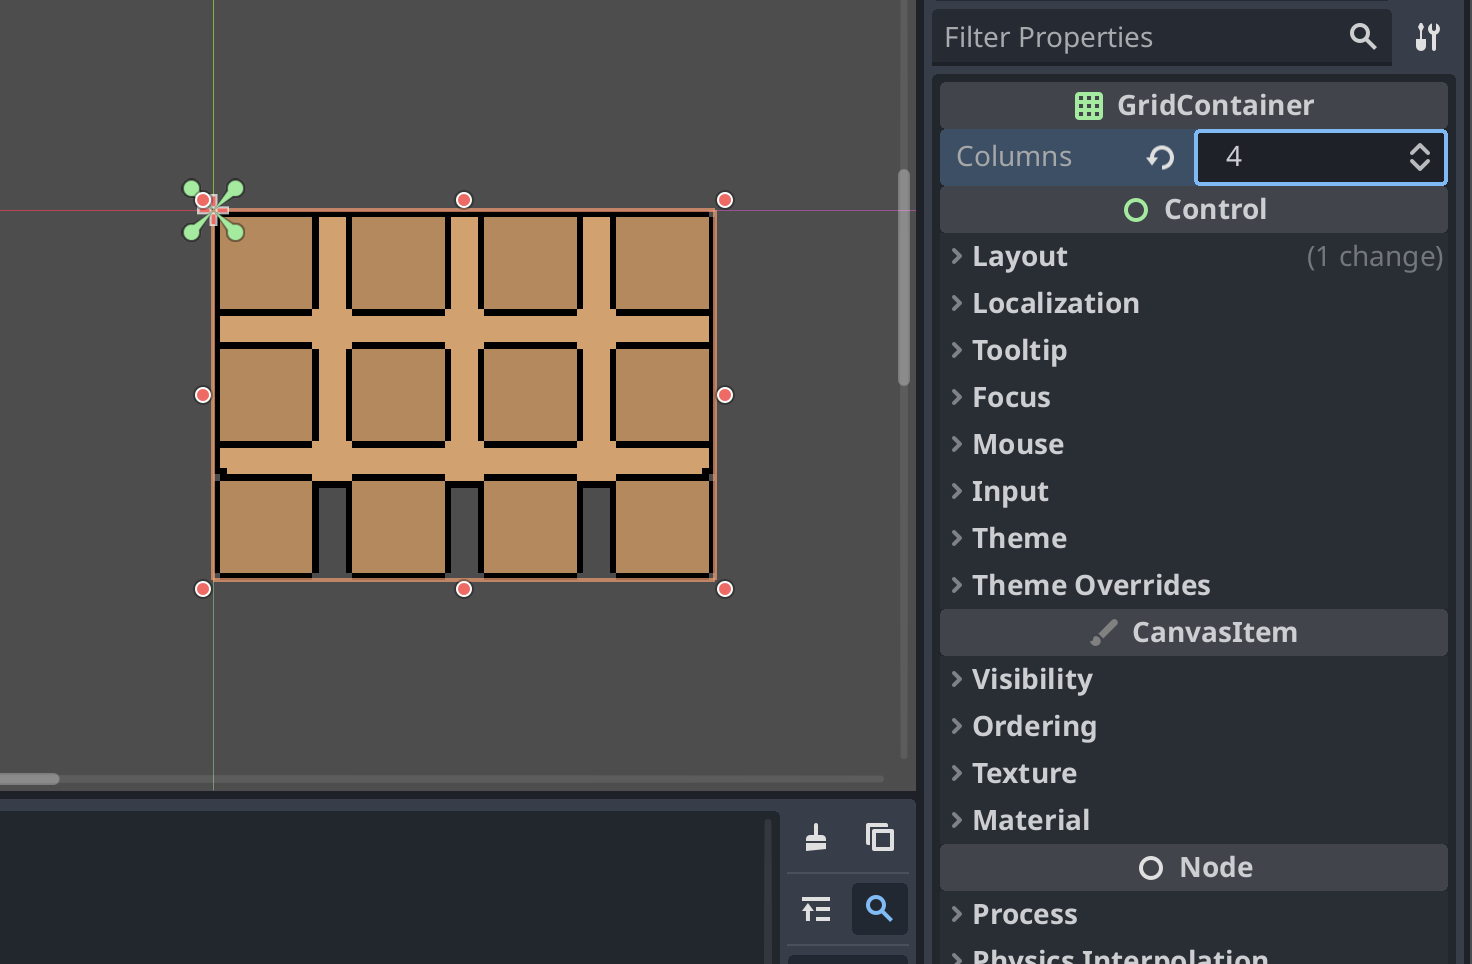 Filter Properties
GridContainer
Columns 4
Control
Layout (1 change)
Localization
Tooltip
Focus
Mouse
Input
Theme
Theme Overrides
CanvasItem
Visibility
Ordering
Texture
Material
Node
Process
Physics Interpolation